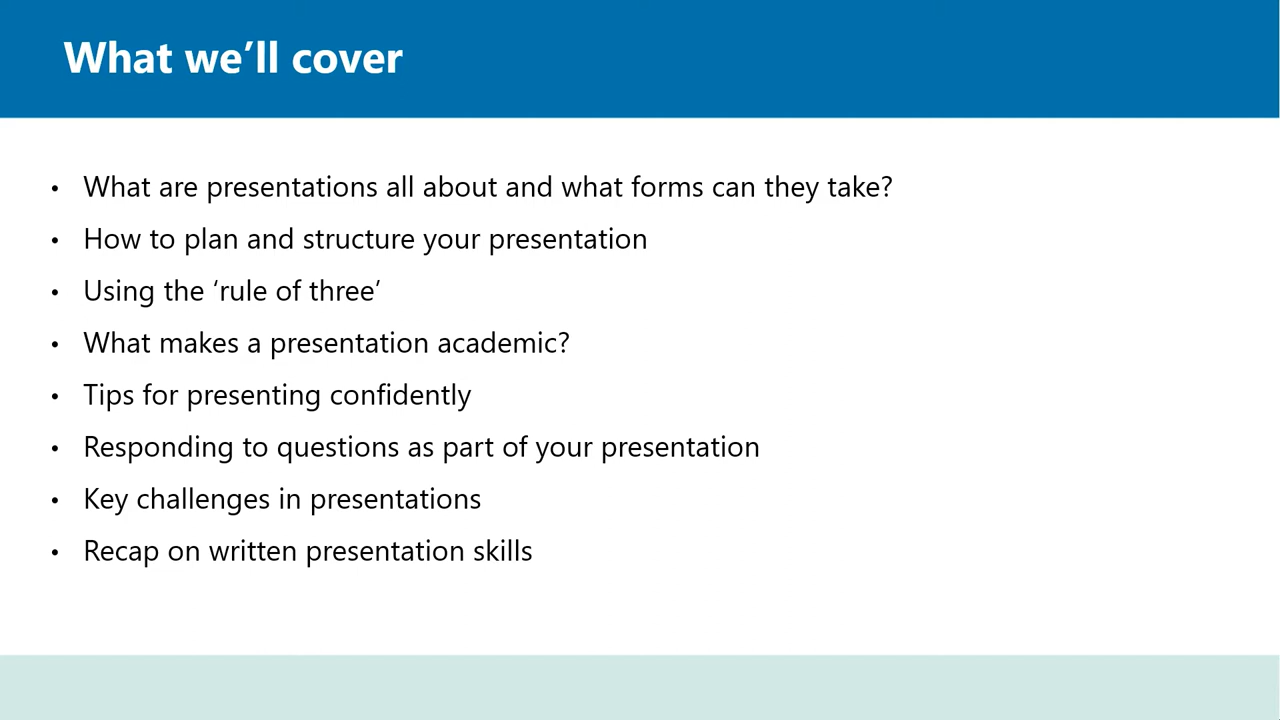 What we’ll cover
• What are presentations all about and what forms can they take?
• How to plan and structure your presentation
• Using the ‘rule of three’
• What makes a presentation academic?
• Tips for presenting confidently
• Responding to questions as part of your presentation
• Key challenges in presentations
• Recap on written presentation skills